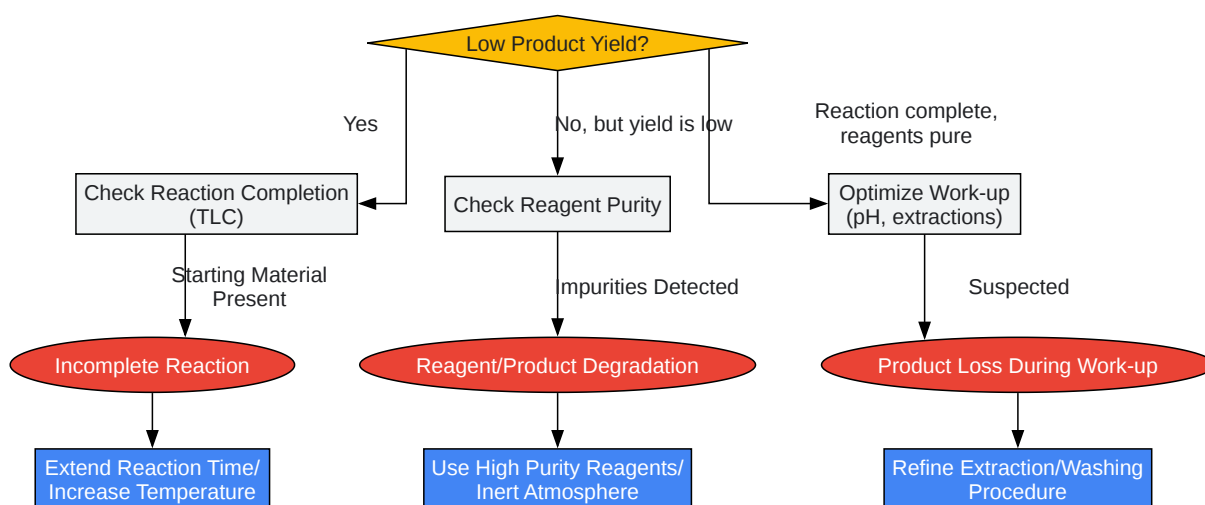 Low Product Yield?
Yes
No, but yield is low
Reaction complete,
reagents pure
Check Reaction Completion
(TLC)
Check Reagent Purity
Optimize Work-up
(pH, extractions)
Starting Material
Present
Impurities Detected
Suspected
Incomplete Reaction
Reagent/Product Degradation
Product Loss During Work-up
Extend Reaction Time/
Increase Temperature
Use High Purity Reagents/
Inert Atmosphere
Refine Extraction/Washing
Procedure